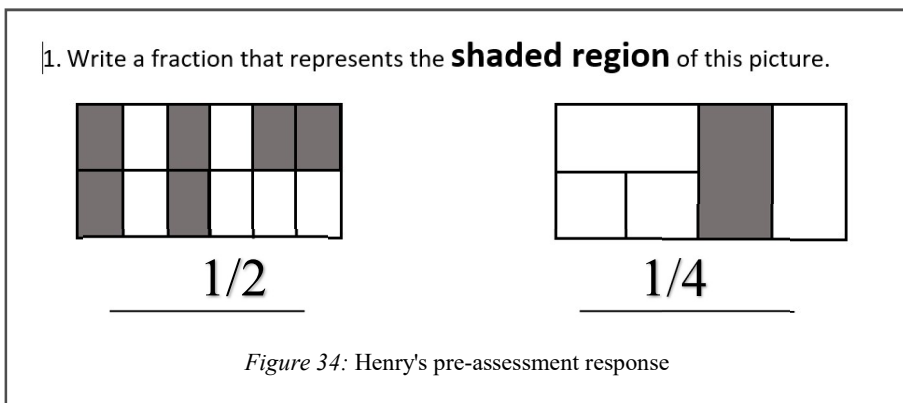 1. Write a fraction that represents the shaded region of this picture.
1/2 1/4
Figure 34: Henry's pre-assessment response